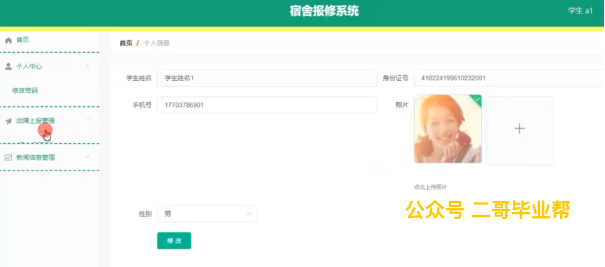 宿舍报修系统
学生 a1
首页
首页 / 个人信息
个人中心
修改密码
故障上报管理
新闻信息管理
学生姓名 学生姓名1
身份证号 410224199610232001
手机号 17703786901
照片
点击上传照片
公众号 二哥毕业帮
性别 男
修改